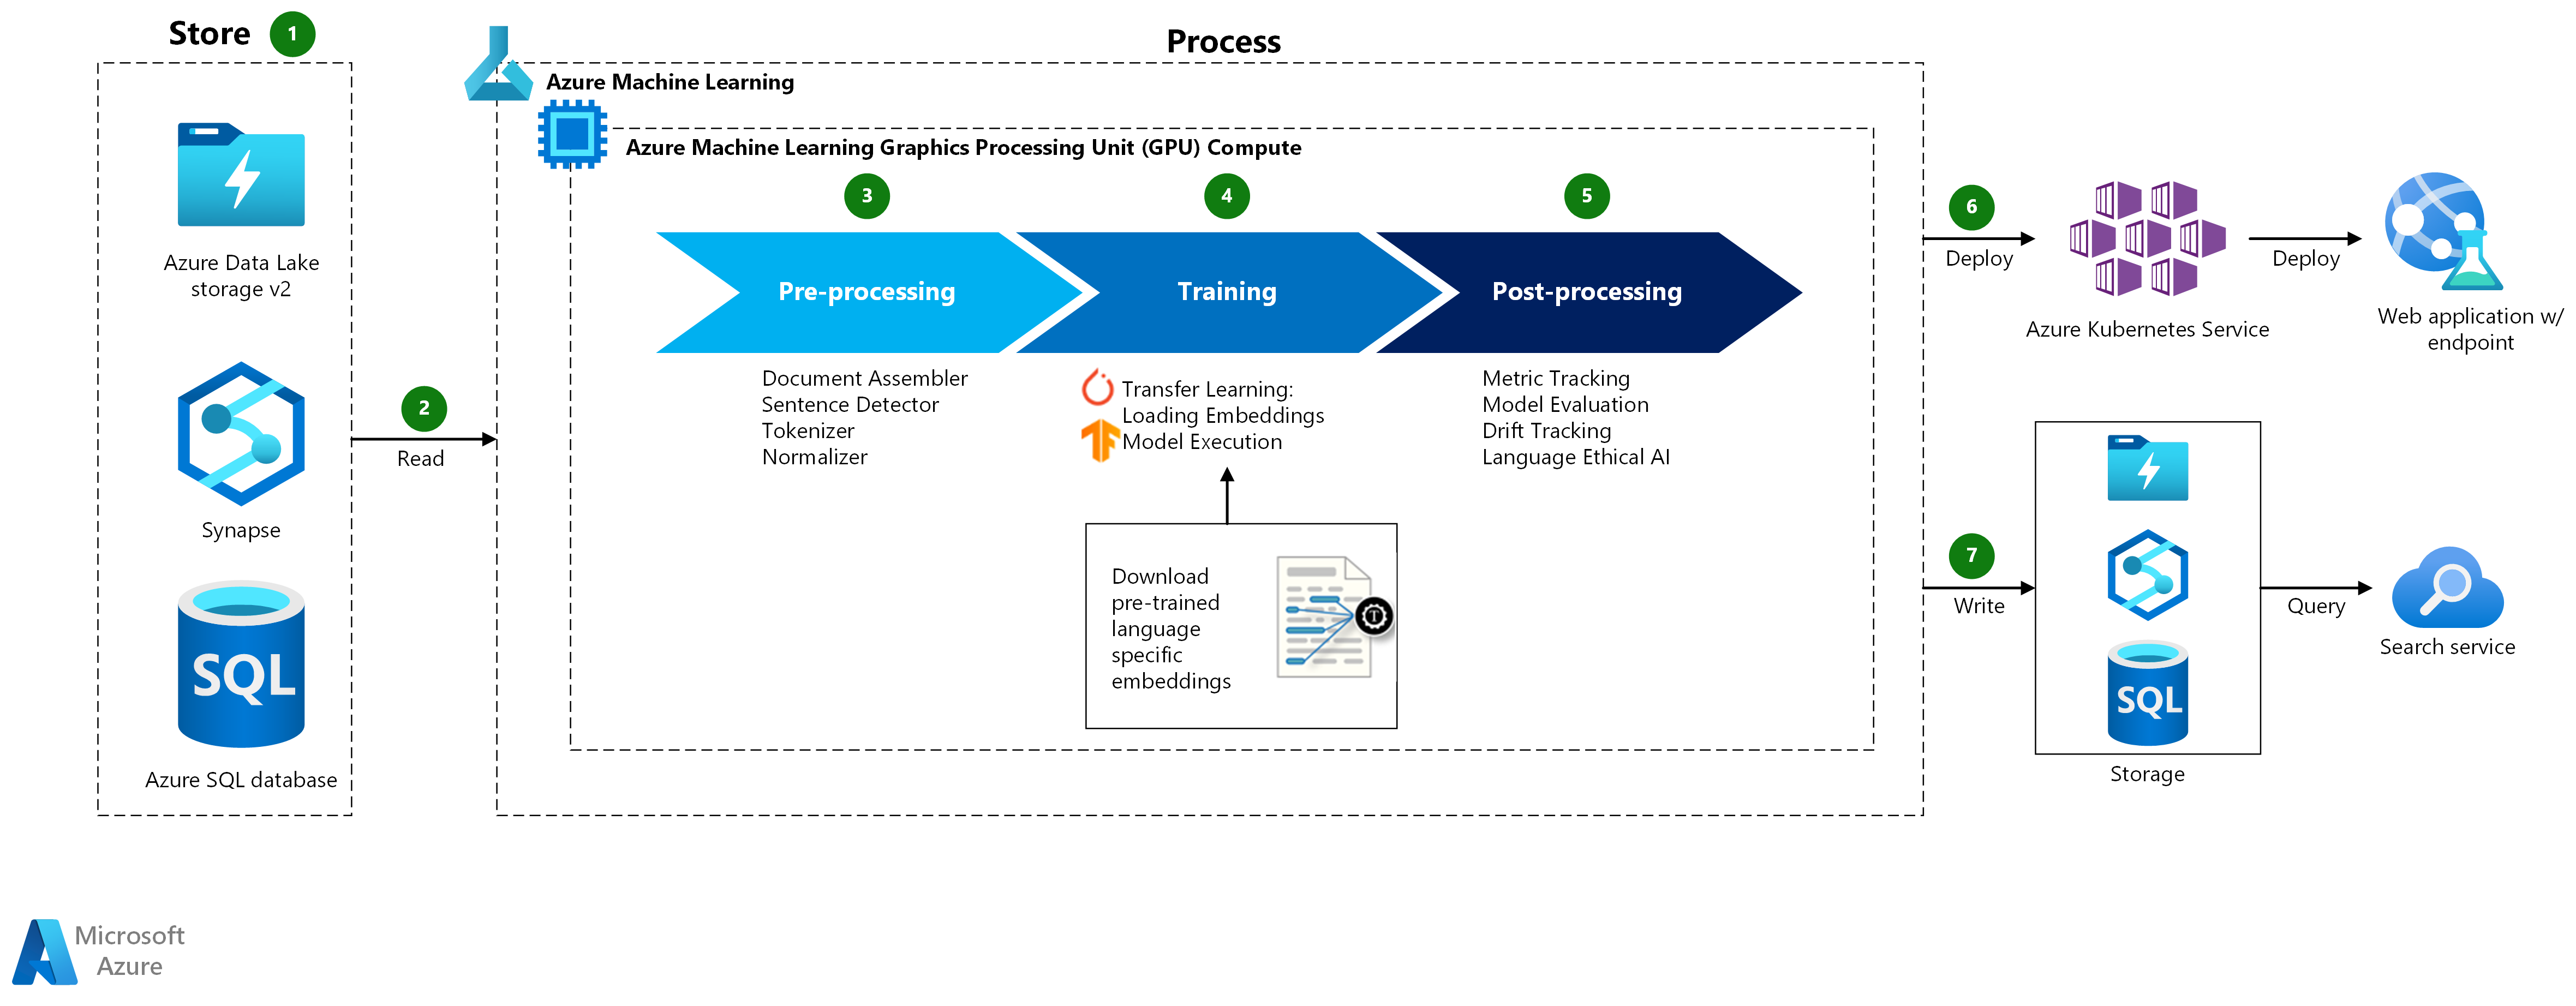 Store
1
Azure Data Lake
storage v2
Synapse
SQL
Azure SQL database
2
Read
Process
Azure Machine Learning
Azure Machine Learning Graphics Processing Unit (GPU) Compute
3
4
5
Pre-processing
Training
Post-processing
Document Assembler
Sentence Detector
Tokenizer
Normalizer
Transfer Learning:
Loading Embeddings
Model Execution
Metric Tracking
Model Evaluation
Drift Tracking
Language Ethical AI
Download
pre-trained
language
specific
embeddings
T
6
Deploy
Azure Kubernetes Service
Deploy
Web application w/
endpoint
7
Write
SQL
Storage
Query
Search service
Microsoft
Azure